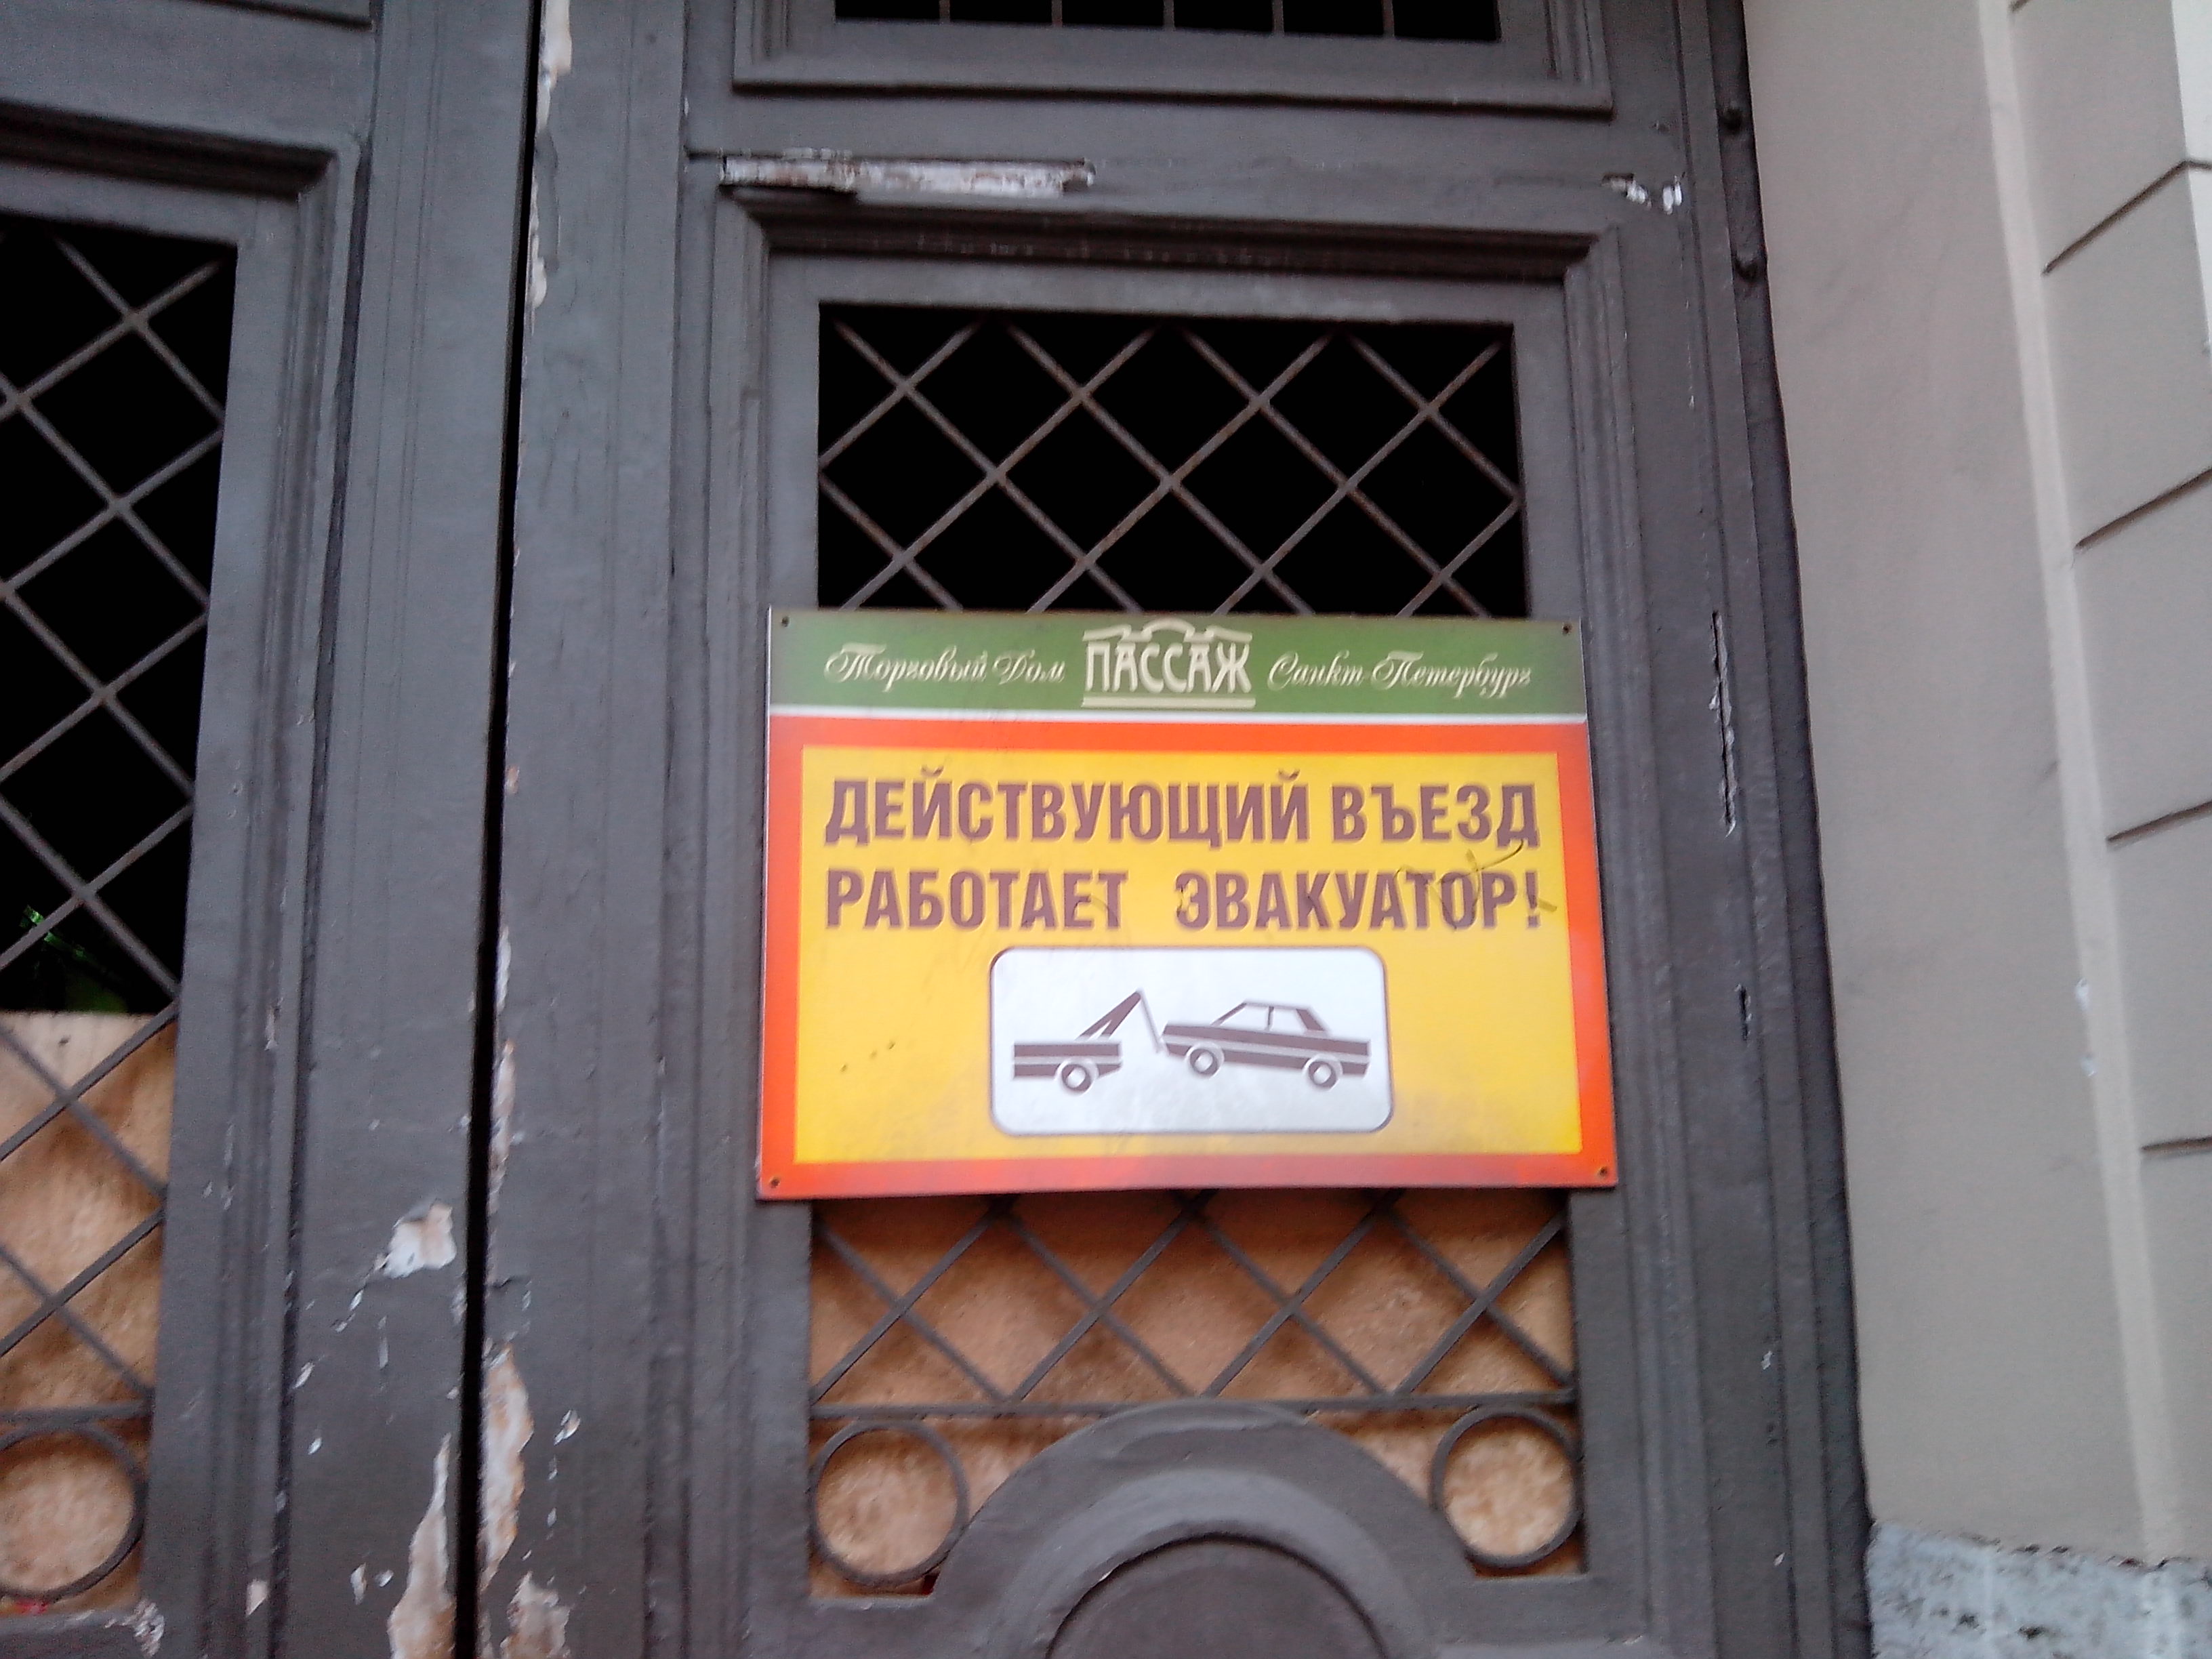 Торговый Дом ПАССАЖ Санкт-Петербург
ДЕЙСТВУЮЩИЙ ВЪЕЗД
РАБОТАЕТ ЭВАКУАТОР!